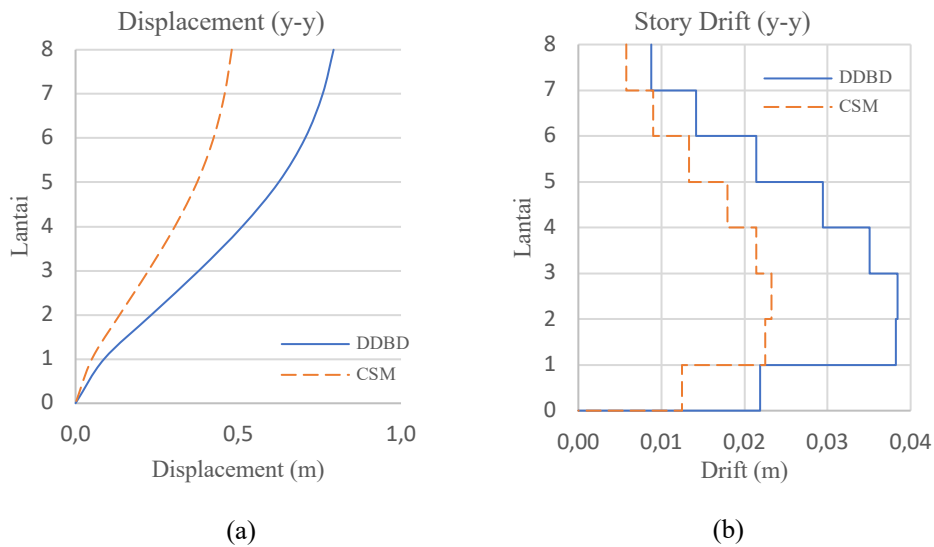 Displacement (y-y)
8
7
6
5
4
3
2
1
0
Lantai
DDBD
CSM
0,0
0,5
1,0
Displacement (m)
(a)
Story Drift (y-y)
8
7
6
5
4
3
2
1
0
Lantai
DDBD
CSM
0,00
0,01
0,02
0,03
0,04
Drift (m)
(b)